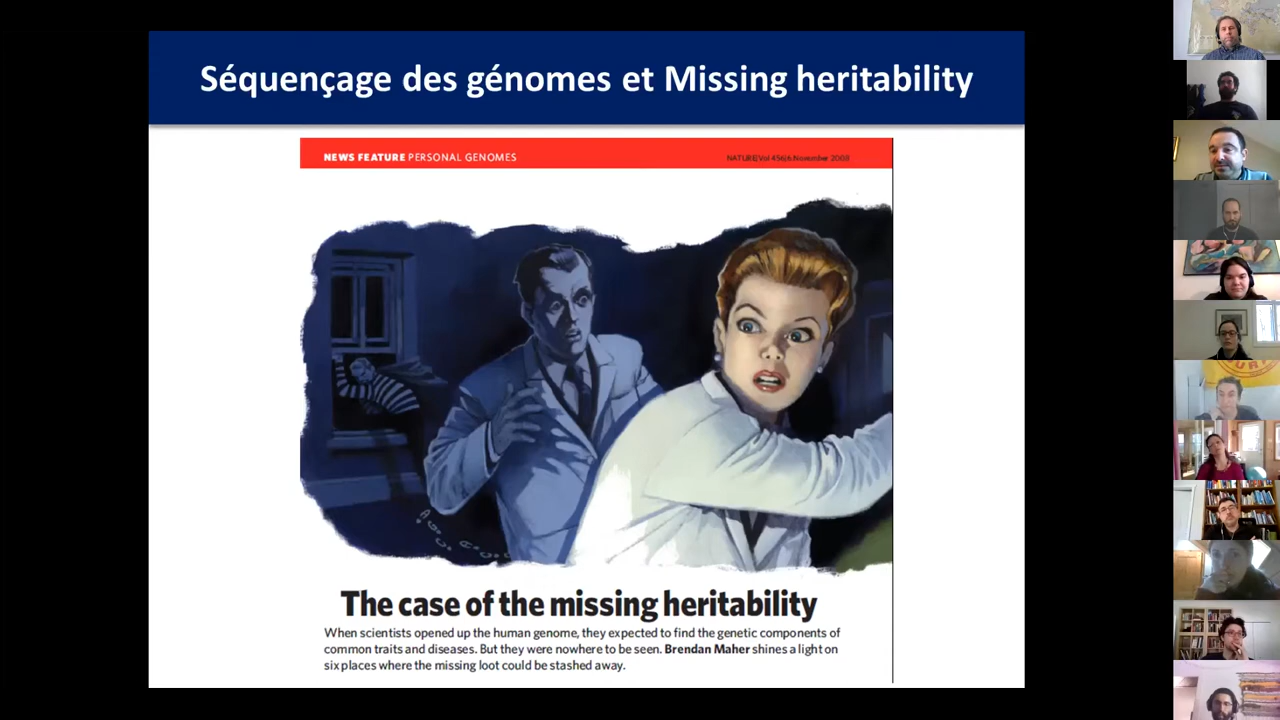 Séquençage des génomes et Missing heritability
NEWS FEATURE PERSONAL GENOMES
NATURE|Vol 456|6 November 2008
The case of the missing heritability
When scientists opened up the human genome, they expected to find the genetic components of
common traits and diseases. But they were nowhere to be seen. Brendan Maher shines a light on
six places where the missing loot could be stashed away.